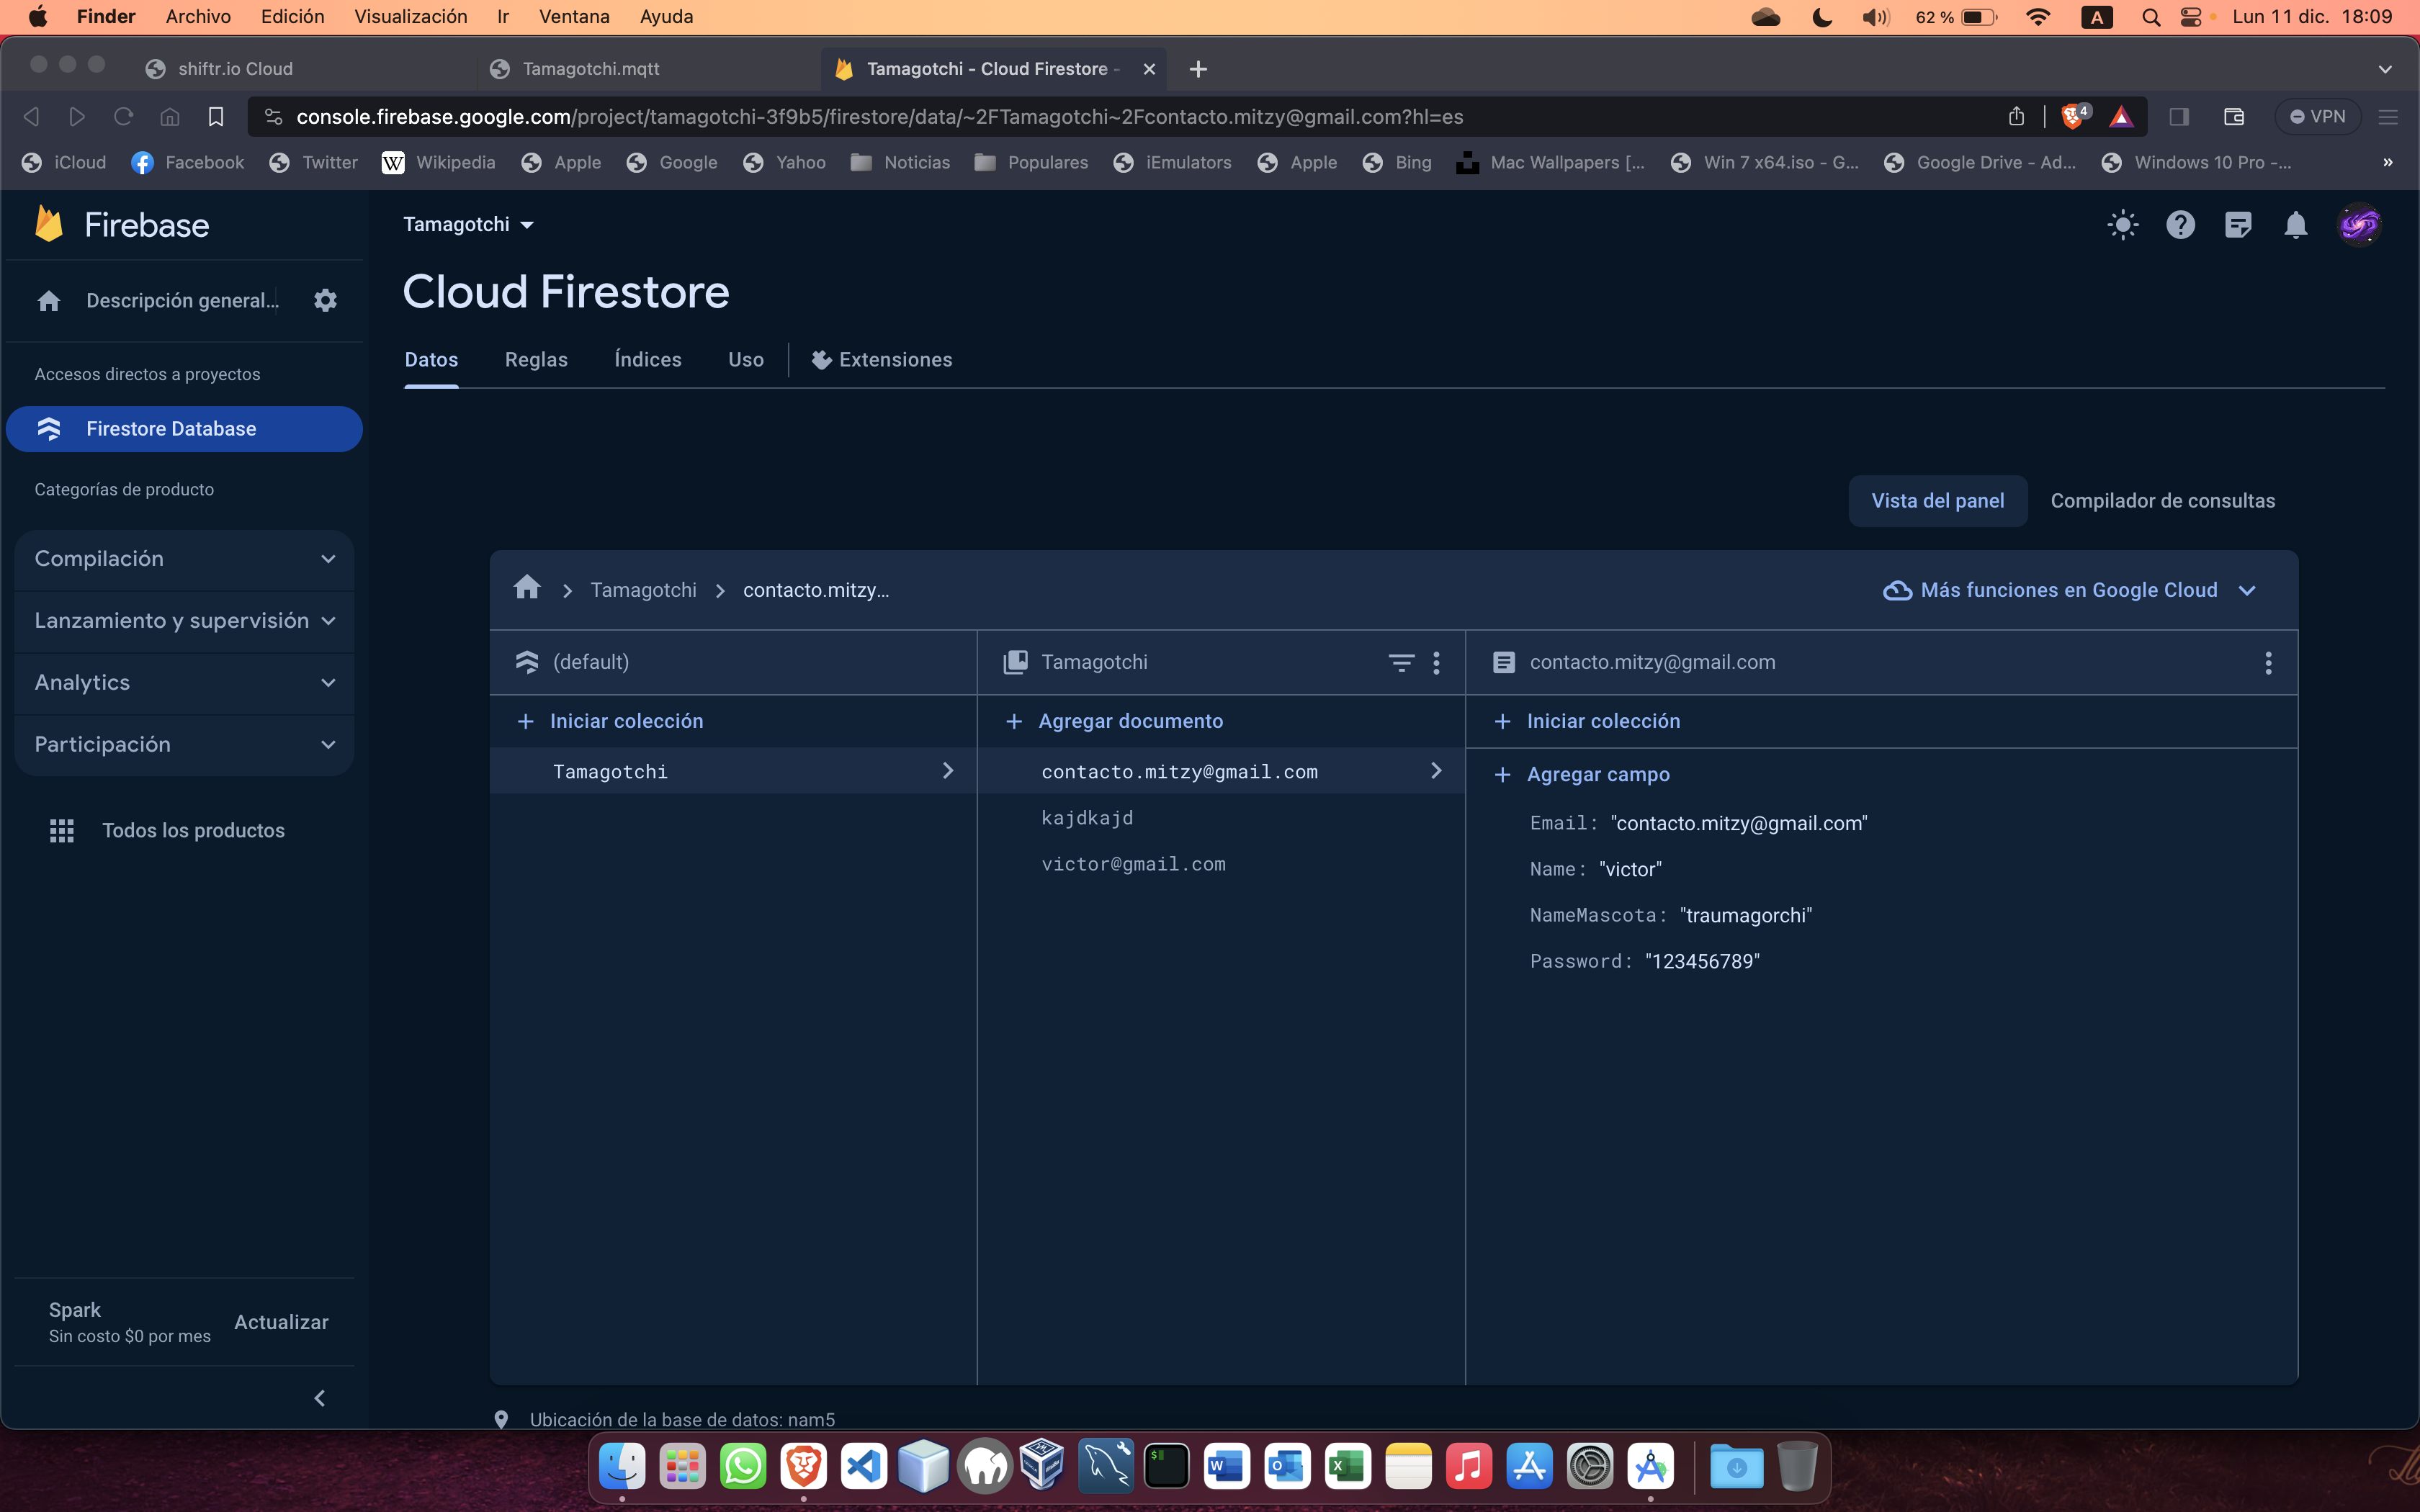 Finder Archivo Edición Visualización Ir Ventana Ayuda 62 % A Lun 11 dic. 18:09
shiftr.io Cloud Tamagotchi.mqtt Tamagotchi - Cloud Firestore -
console.firebase.google.com/project/tamagotchi-3f9b5/firestore/data/~2FTamagotchi~2Fcontacto.mitzy@gmail.com?hl=es 4 VPN
iCloud Facebook Twitter W Wikipedia Apple Google Yahoo Noticias Populares iEmulators Apple Bing Mac Wallpapers [... Win 7 x64.iso - G... Google Drive - Ad... Windows 10 Pro -... »
Firebase
Tamagotchi
Descripción general...
Cloud Firestore
Accesos directos a proyectos
Datos Reglas Índices Uso Extensiones
Firestore Database
Categorías de producto
Vista del panel Compilador de consultas
Compilación
Lanzamiento y supervisión
Analytics
Participación
Todos los productos
Tamagotchi contacto.mitzy... Más funciones en Google Cloud
(default) Tamagotchi contacto.mitzy@gmail.com
+ Iniciar colección + Agregar documento + Iniciar colección
Tamagotchi contacto.mitzy@gmail.com + Agregar campo
kajdkajd
victor@gmail.com
Email: "contacto.mitzy@gmail.com"
Name: "victor"
NameMascota: "traumagorchi"
Password: "123456789"
Spark
Sin costo $0 por mes
Actualizar
Ubicación de la base de datos: nam5